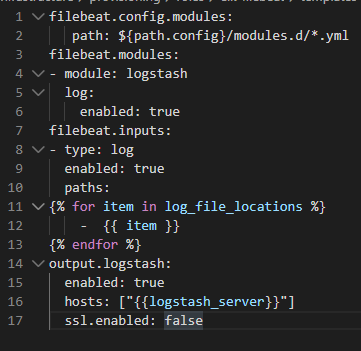 1 filebeat.config.modules:
2     path: ${path.config}/modules.d/*.yml
3 filebeat.modules:
4 - module: logstash
5   log:
6     enabled: true
7 filebeat.inputs:
8 - type: log
9   enabled: true
10   paths:
11 {% for item in log_file_locations %}
12     -  {{ item }}
13 {% endfor %}
14 output.logstash:
15   enabled: true
16   hosts: ["{{logstash_server}}"]
17   ssl.enabled: false